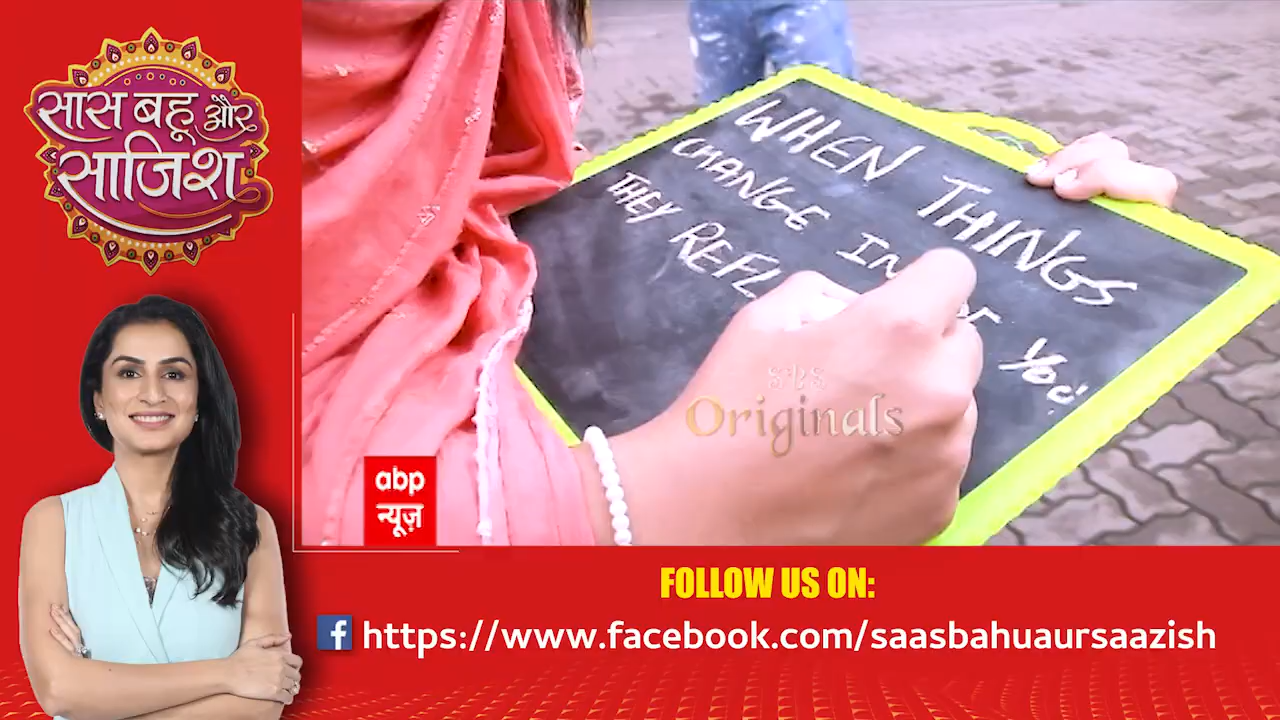 सास बहू और
साजिश
WHEN THINGS
CHANGE IN YOU
THEY REFL
SBS
Originals
abp
न्यूज़
FOLLOW US ON:
https://www.facebook.com/saasbahuaursaazish